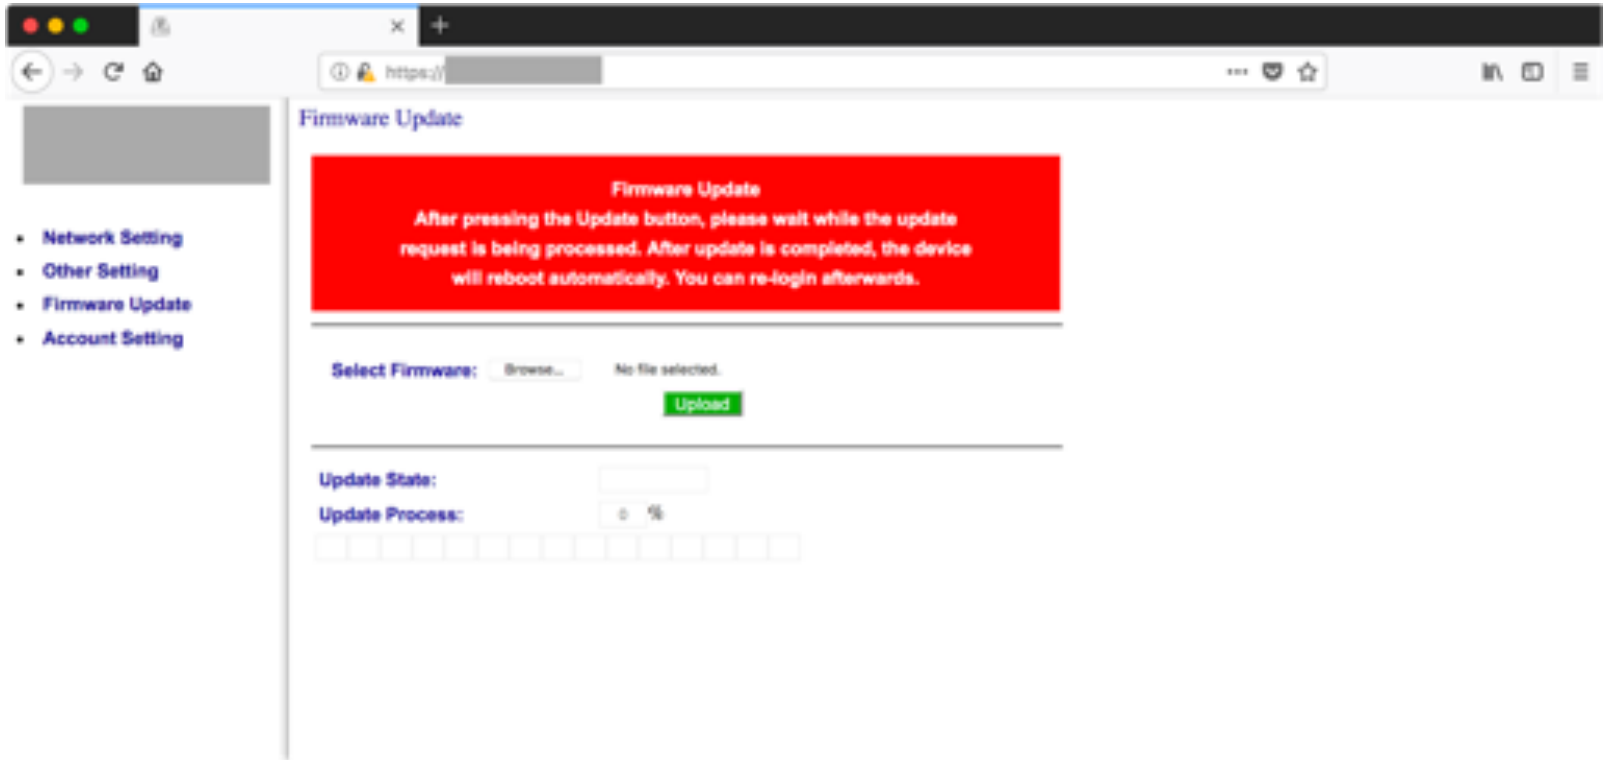 https://
Firmware Update
Network Setting
Other Setting
Firmware Update
Account Setting
Firmware Update
After pressing the Update button, please wait while the update
request is being processed. After update is completed, the device
will reboot automatically. You can re-login afterwards.
Select Firmware: Browse... No file selected.
Upload
Update State:
Update Process: 0 %